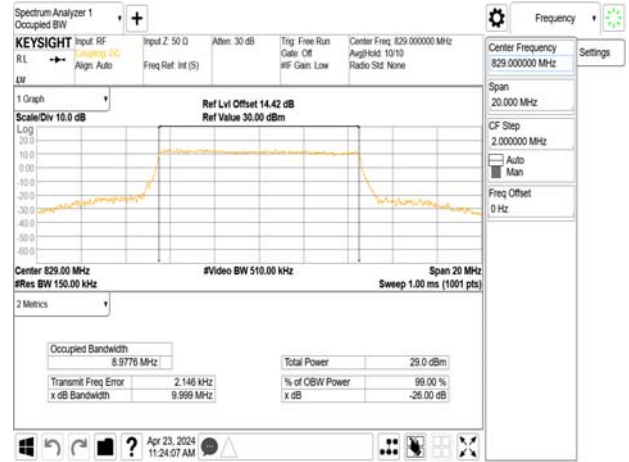 Spectrum Analyzer 1
Occupied BW
Frequency
KEYSIGHT
Input: RF
Input Z: 50 Ω
Atten: 30 dB
Trig: Free Run
Center Freq: 829.000000 MHz
RL
Coupling: DC
Gate: Off
Avg|Hold: 10/10
Align: Auto
Freq Ref: Int (S)
#IF Gain: Low
Radio Std: None
Center Frequency
829.000000 MHz
Settings
Span
20.000 MHz
CF Step
2.000000 MHz
Auto
Man
Freq Offset
0 Hz
1 Graph
Ref Lvl Offset 14.42 dB
Scale/Div 10.0 dB
Ref Value 30.00 dBm
Log
20.0
10.0
0.00
-10.0
-20.0
-30.0
-40.0
-50.0
-60.0
Center 829.00 MHz
#Video BW 510.00 kHz
Span 20 MHz
#Res BW 150.00 kHz
Sweep 1.00 ms (1001 pts)
2 Metrics
Occupied Bandwidth
8.9776 MHz
Total Power
29.0 dBm
Transmit Freq Error
2.146 kHz
% of OBW Power
99.00 %
x dB Bandwidth
9.999 MHz
x dB
-26.00 dB
?
Apr 23, 2024
11:24:07 AM